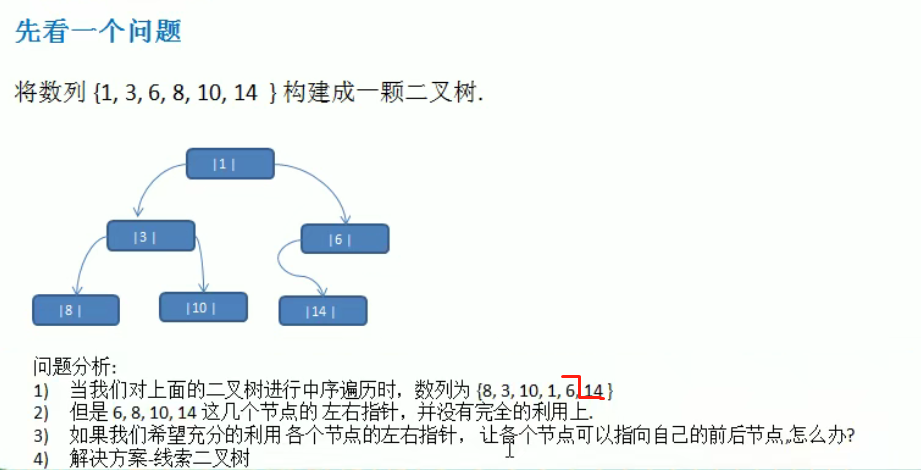 先看一个问题
将数列 {1, 3, 6, 8, 10, 14 } 构建成一颗二叉树.
|1 |
|3 |
|6 |
|8 |
|10 |
|14 |
问题分析:
1) 当我们对上面的二叉树进行中序遍历时，数列为 {8, 3, 10, 1, 6, 14 }
2) 但是 6, 8, 10, 14 这几个节点的 左右指针，并没有完全的利用上.
3) 如果我们希望充分的利用 各个节点的左右指针， 让各个节点可以指向自己的前后节点,怎么办?
4) 解决方案-线索二叉树